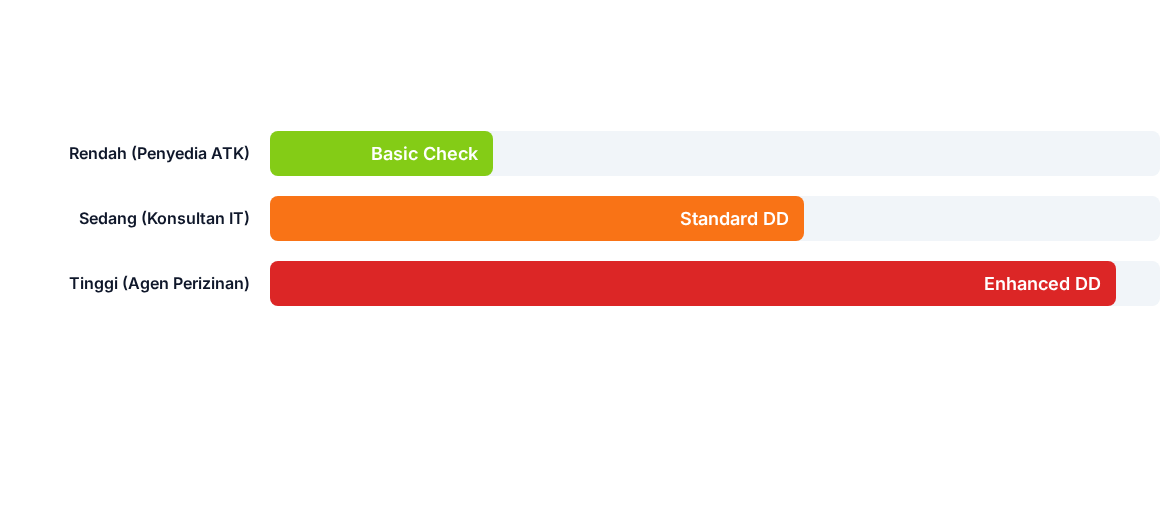 Rendah (Penyedia ATK) Basic Check
Sedang (Konsultan IT) Standard DD
Tinggi (Agen Perizinan) Enhanced DD